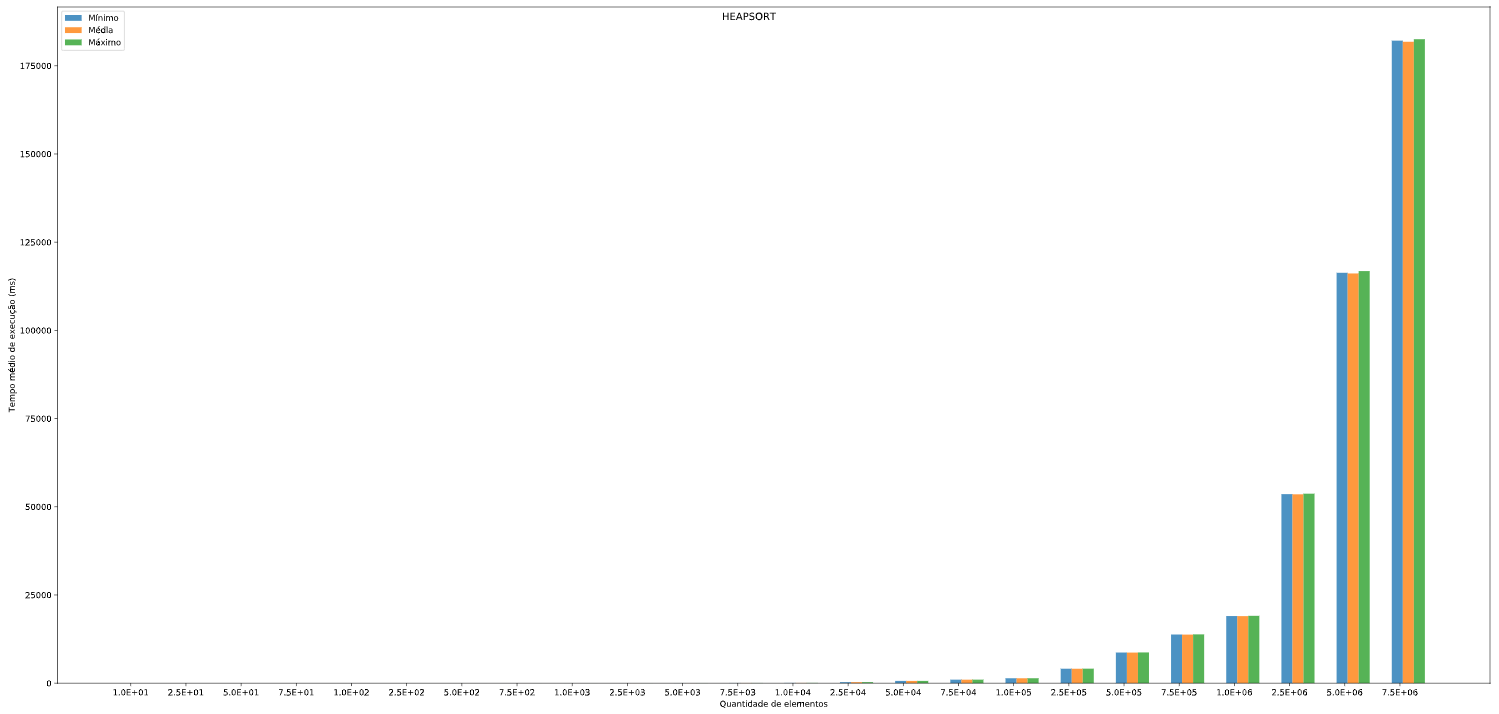 HEAPSORT
Mínimo
Média
Máximo
175000
150000
125000
100000
75000
50000
25000
0
Tempo médio de execução (ms)
1.0E+01 2.5E+01 5.0E+01 7.5E+01 1.0E+02 2.5E+02 5.0E+02 7.5E+02 1.0E+03 2.5E+03 5.0E+03 7.5E+03 1.0E+04 2.5E+04 5.0E+04 7.5E+04 1.0E+05 2.5E+05 5.0E+05 7.5E+05 1.0E+06 2.5E+06 5.0E+06 7.5E+06
Quantidade de elementos